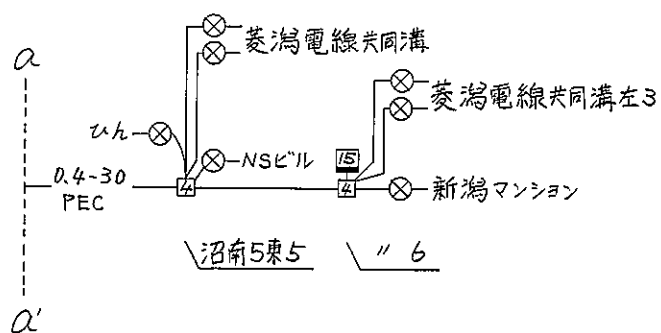 菱潟電線共同溝
a
菱潟電線共同溝左3
ひん
15
0.4-30
4
NSビル
4
新潟マンション
PEC
沼南5東5
〃 6
a'